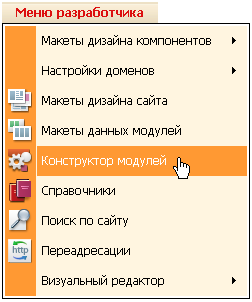 Меню разработчика
Макеты дизайна компонентов
Настройки доменов
Макеты дизайна сайта
Макеты данных модулей
Конструктор модулей
Справочники
Поиск по сайту
http
Переадресации
Визуальный редактор